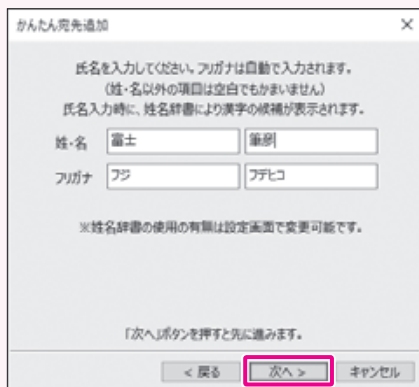 かんたん宛先追加
氏名を入力してください。フリガナは自動で入力されます。
(姓・名以外の項目は空白でもかまいません)
氏名入力時に、姓名辞書により漢字の候補が表示されます。
姓・名 富士 筆彦
フリガナ フジ フデヒコ
※姓名辞書の使用の有無は設定画面で変更可能です。
「次へ」ボタンを押すと先に進みます。
< 戻る 次へ > キャンセル